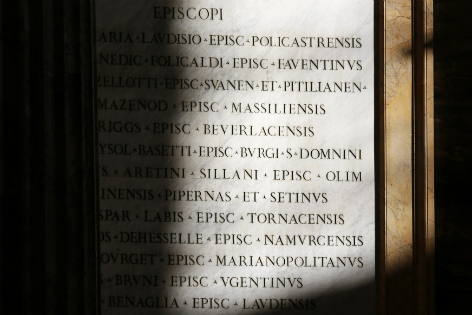 EPISCOPI
ARIA LAVDISIO EPISC POLICASTRENSIS
NEDIC FOLICALDI EPISC FAVENTINVS
ZELLOTTI EPISC SVANEN ET PITILIANEN
MAZENOD EPISC MASSILIENSIS
RIGGS EPISC BEVERLACENSIS
YSOL BASETTI EPISC BVRGI S DOMNINI
S ARETINI SILLANI EPISC OLIM
INENSIS PIPERNAS ET SETINVS
SPAR LABIS EPISC TORNACENSIS
DS DEHESSELLE EPISC NAMVRCENSIS
OVRGET EPISC MARIANOPOLITANVS
S BRVNI EPISC VGENTINVS
BENAGLIA EPISC LAVDENSIS